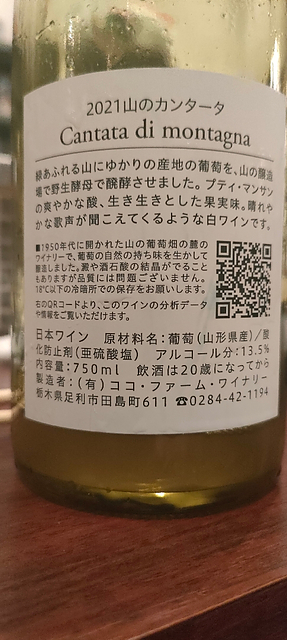 2021山のカンタータ
Cantata di montagna
緑あふれる山にゆかりの産地の葡萄を、山の醸造
場で野生酵母で醗酵させました。プティ・マンサン
の爽やかな酸、生き生きとした果実味。晴れや
かな歌声が聞こえてくるような白ワインです。
■1950年代に開かれた山の葡萄畑の麓の
ワイナリーで、葡萄の自然の持ち味を生かして
醸造しました。澱や酒石酸の結晶がでること
もありますが品質には問題ございません。
18℃以下の冷暗所での保存をお願いします。
右のQRコードより、このワインの分析データ
や情報をご覧いただけます。
日本ワイン 原材料名：葡萄(山形県産)／酸
化防止剤(亜硫酸塩) アルコール分：13.5%
内容量：750ml 飲酒は20歳になってから
製造者：(有)ココ・ファーム・ワイナリー
栃木県足利市田島町611 ☎0284-42-1194